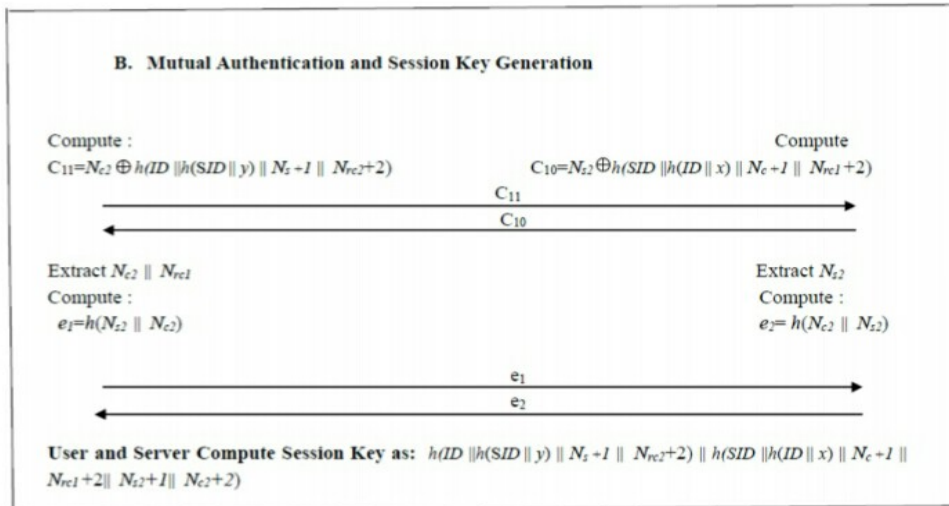 B. Mutual Authentication and Session Key Generation
Compute :
Compute
C11=Nc2 ⊕ h(ID ||h(SID || y) || Ns +1 || Nrc2+2)
C10=Ns2⊕h(SID ||h(ID || x) || Nc +1 || Nrc1+2)
C11
C10
Extract Nc2 || Nrc1
Extract Ns2
Compute :
Compute :
e1=h(Ns2 || Nc2)
e2= h(Nc2 || Ns2)
e1
e2
User and Server Compute Session Key as: h(ID ||h(SID || y) || Ns +1 || Nrc2+2) || h(SID ||h(ID || x) || Nc +1 ||
Nrc1 +2|| Ns2+1|| Nc2+2)